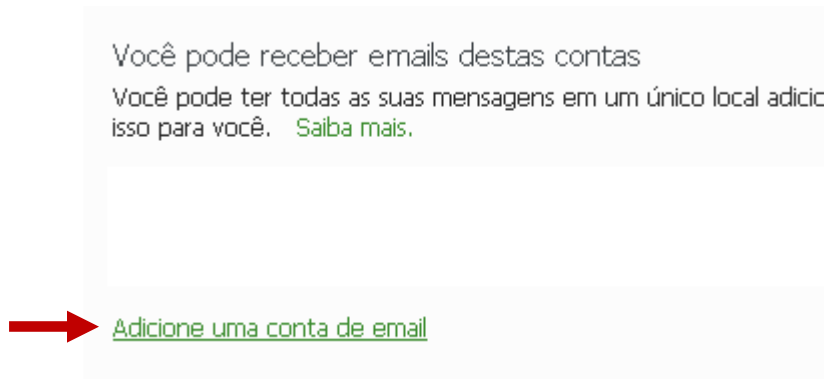 Você pode receber emails destas contas
Você pode ter todas as suas mensagens em um único local adicic
isso para você. Saiba mais.
Adicione uma conta de email